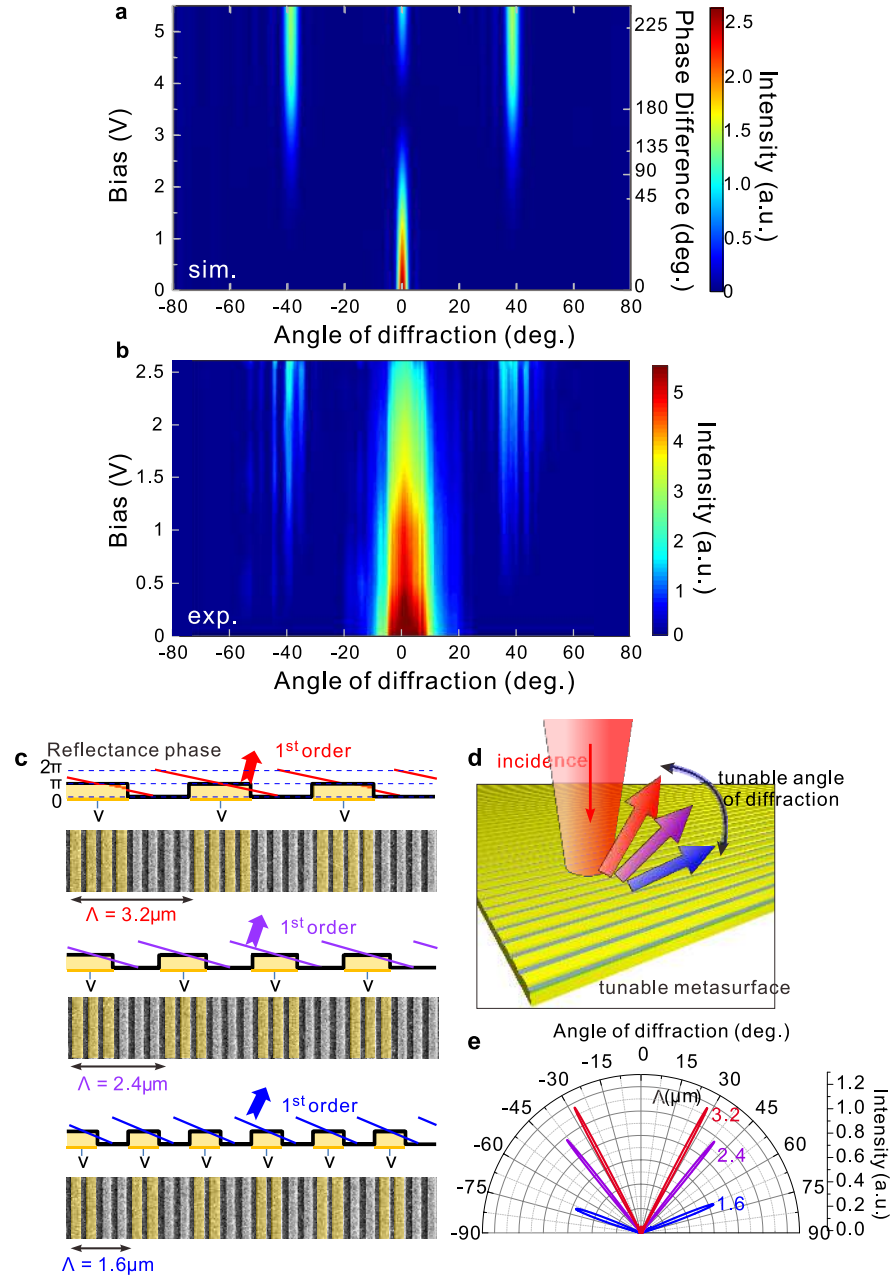 a
5
4
3
2
1
0
Bias (V)
sim.
-80
-60
-40
-20
0
20
40
60
80
Angle of diffraction (deg.)
225
180
135
90
45
0
Phase Difference (deg.)
2.5
2.0
1.5
1.0
0.5
0
Intensity (a.u.)
b
2.5
2
1.5
1
0.5
0
Bias (V)
exp.
-80
-60
-40
-20
0
20
40
60
80
Angle of diffraction (deg.)
5
4
3
2
1
0
Intensity (a.u.)
c
Reflectance phase
2π
π
0
1st order
V
V
V
Λ = 3.2μm
1st order
V
V
V
V
Λ = 2.4μm
1st order
V
V
V
V
V
V
Λ = 1.6μm
d
incidence
tunable angle
of diffraction
tunable metasurface
e
Angle of diffraction (deg.)
-90
-75
-60
-45
-30
-15
0
15
30
45
60
75
90
Λ(μm)
3.2
2.4
1.6
1.2
1.0
0.8
0.6
0.4
0.2
0.0
Intensity (a.u.)